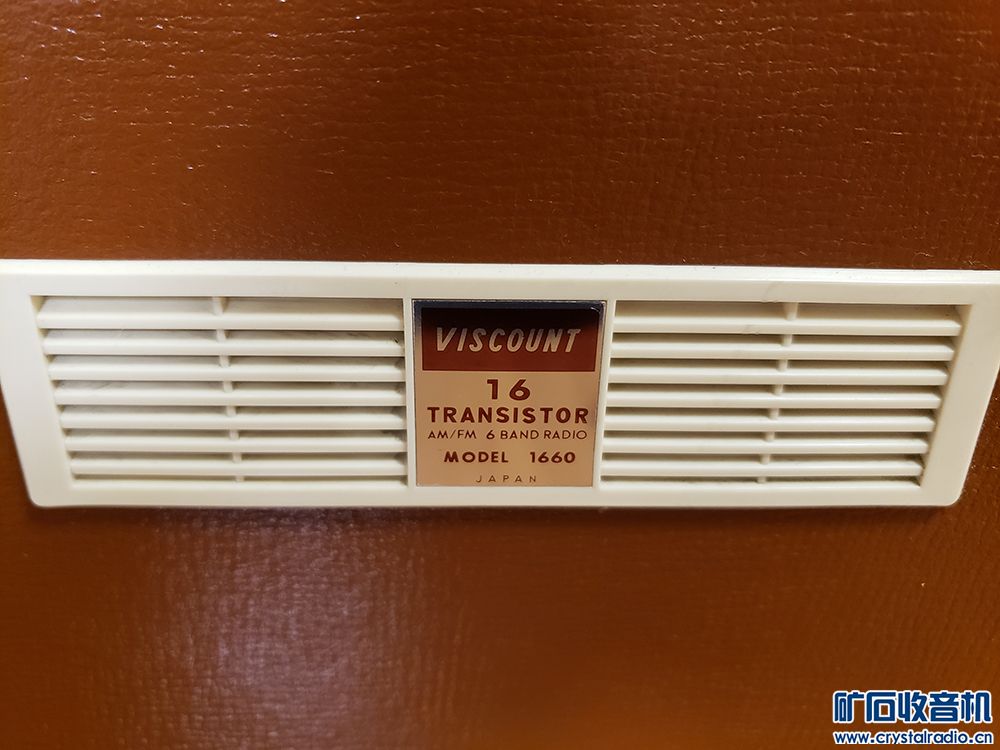 VISCOUNT
16
TRANSISTOR
AM/FM 6 BAND RADIO
MODEL 1660
JAPAN
矿石收音机
www.crystalradio.cn